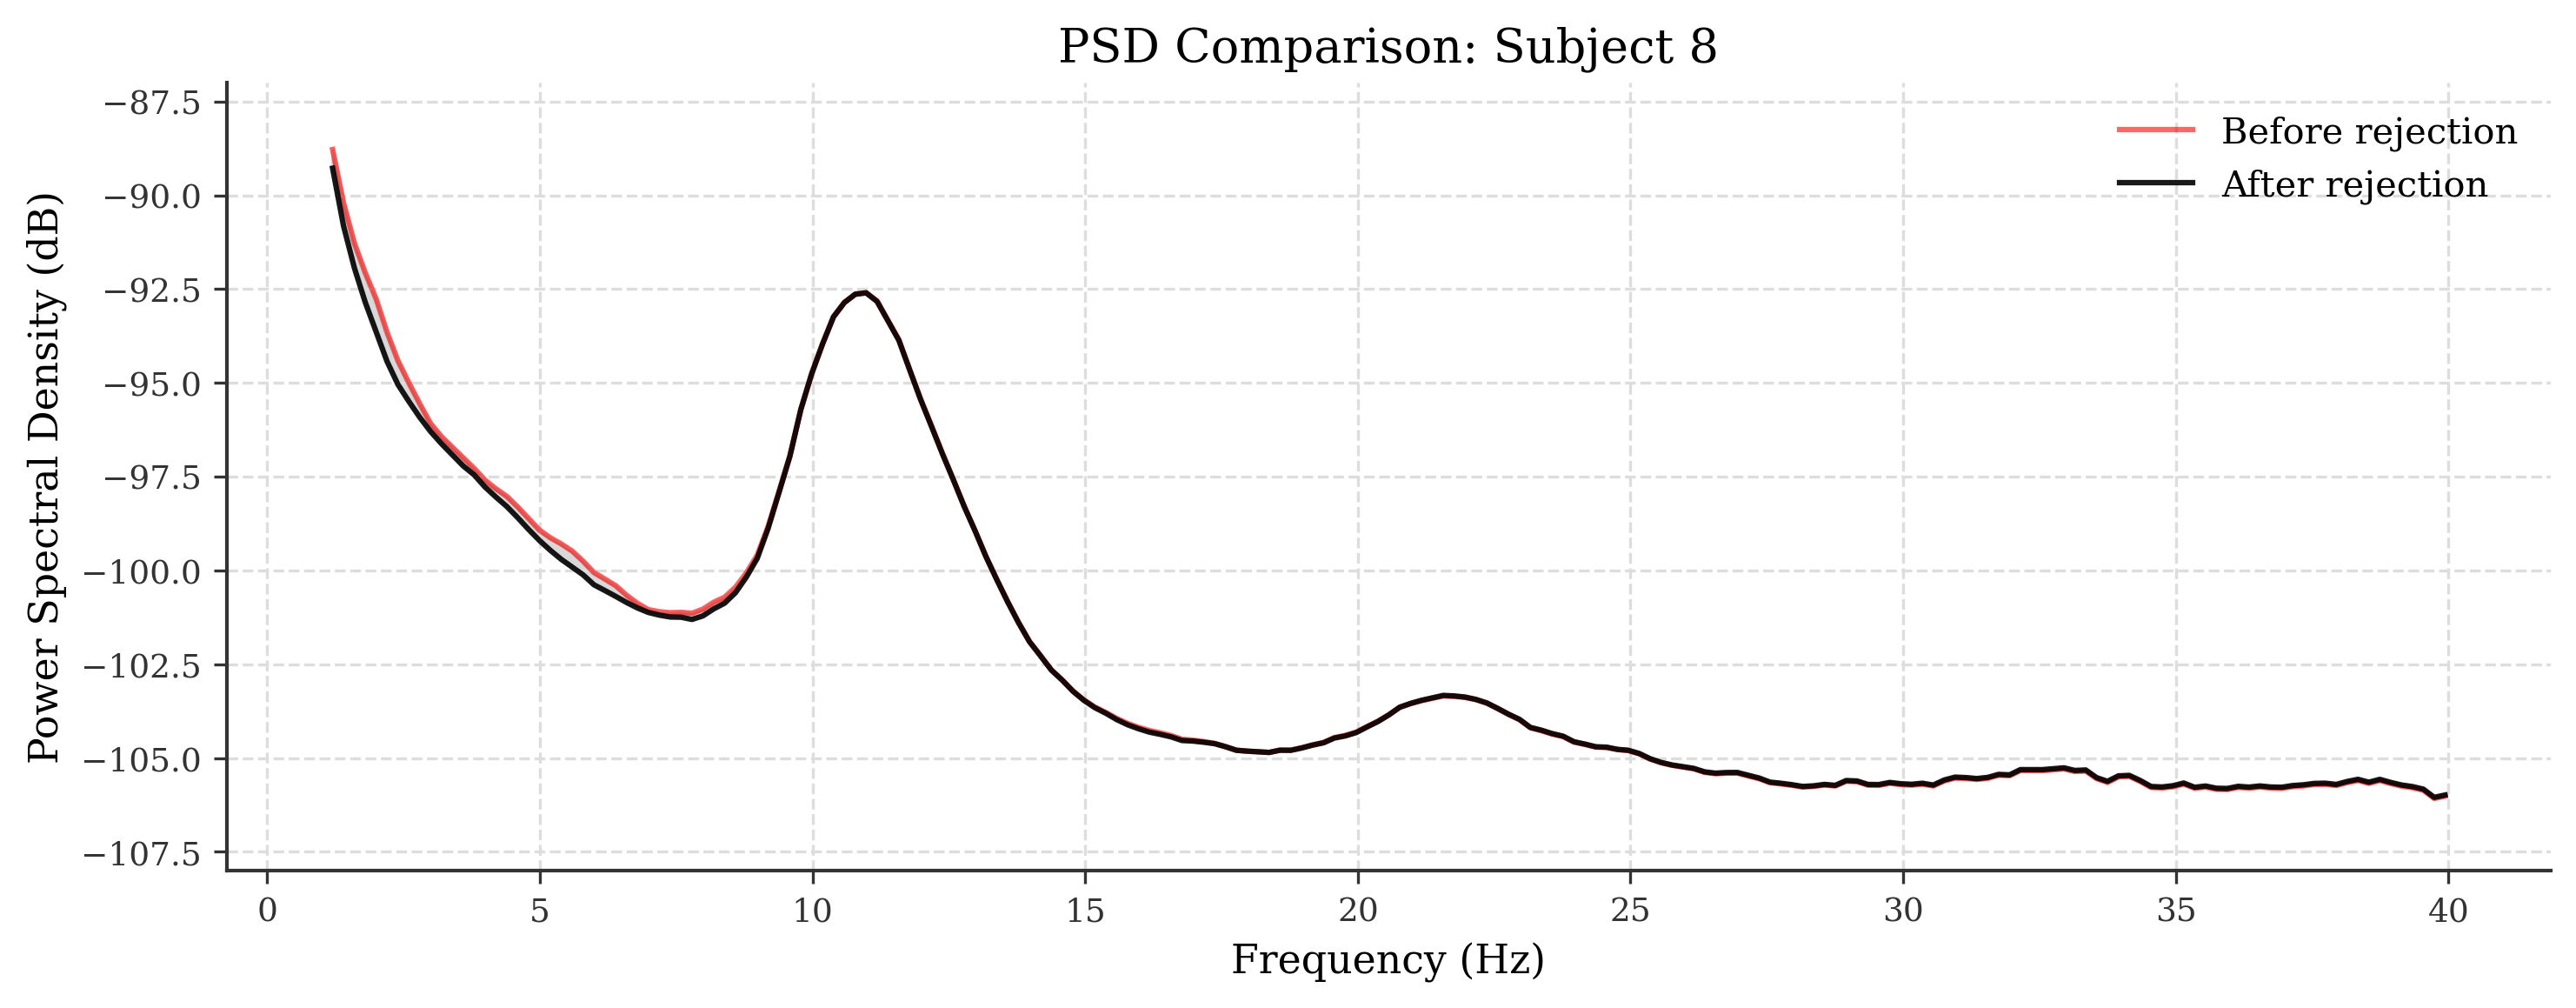 PSD Comparison: Subject 8
Before rejection
After rejection
Power Spectral Density (dB)
−87.5
−90.0
−92.5
−95.0
−97.5
−100.0
−102.5
−105.0
−107.5
0 5 10 15 20 25 30 35 40
Frequency (Hz)